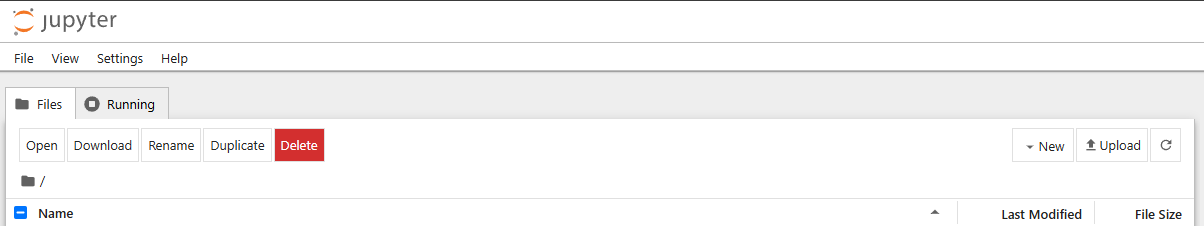 jupyter
File View Settings Help
Files Running
Open Download Rename Duplicate Delete New Upload
/
Name Last Modified File Size